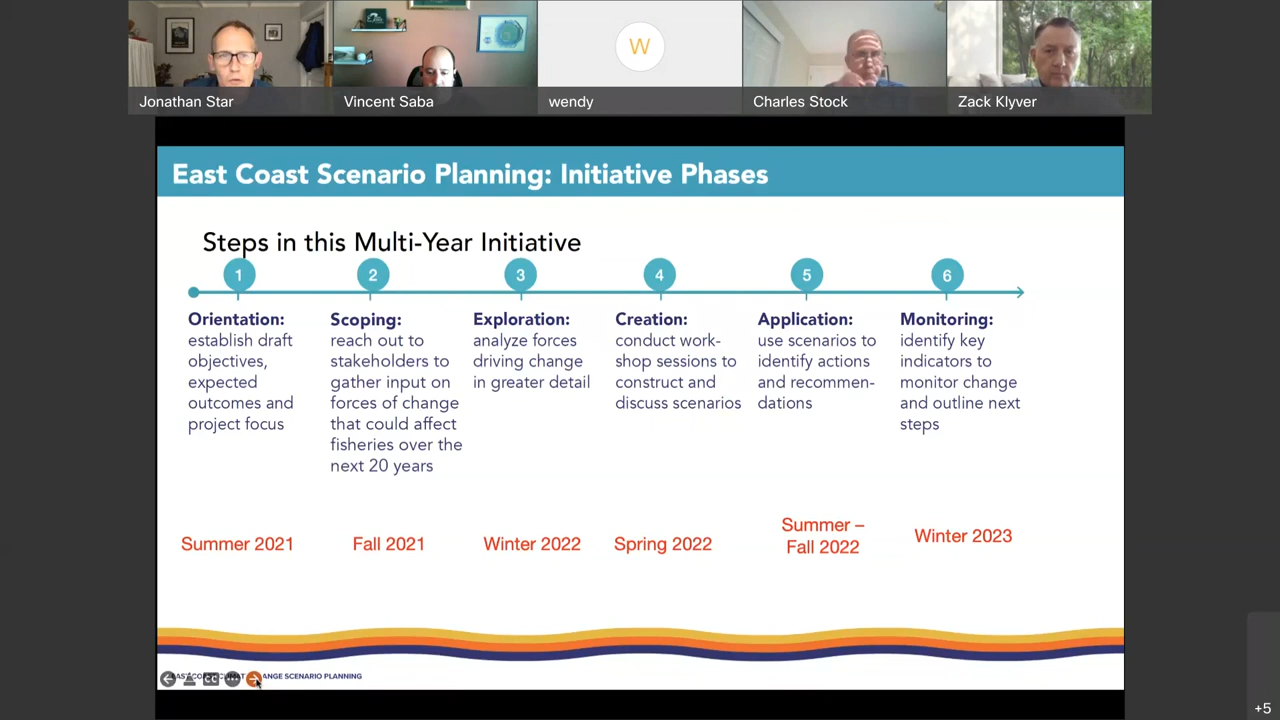 W
Jonathan Star
Vincent Saba
wendy
Charles Stock
Zack Klyver
East Coast Scenario Planning: Initiative Phases
Steps in this Multi-Year Initiative
1
2
3
4
5
6
Orientation:
establish draft
objectives,
expected
outcomes and
project focus
Scoping:
reach out to
stakeholders to
gather input on
forces of change
that could affect
fisheries over the
next 20 years
Exploration:
analyze forces
driving change
in greater detail
Creation:
conduct work-
shop sessions to
construct and
discuss scenarios
Application:
use scenarios to
identify actions
and recommen-
dations
Monitoring:
identify key
indicators to
monitor change
and outline next
steps
Summer 2021
Fall 2021
Winter 2022
Spring 2022
Summer –
Fall 2022
Winter 2023
SCENARIO PLANNING
+5